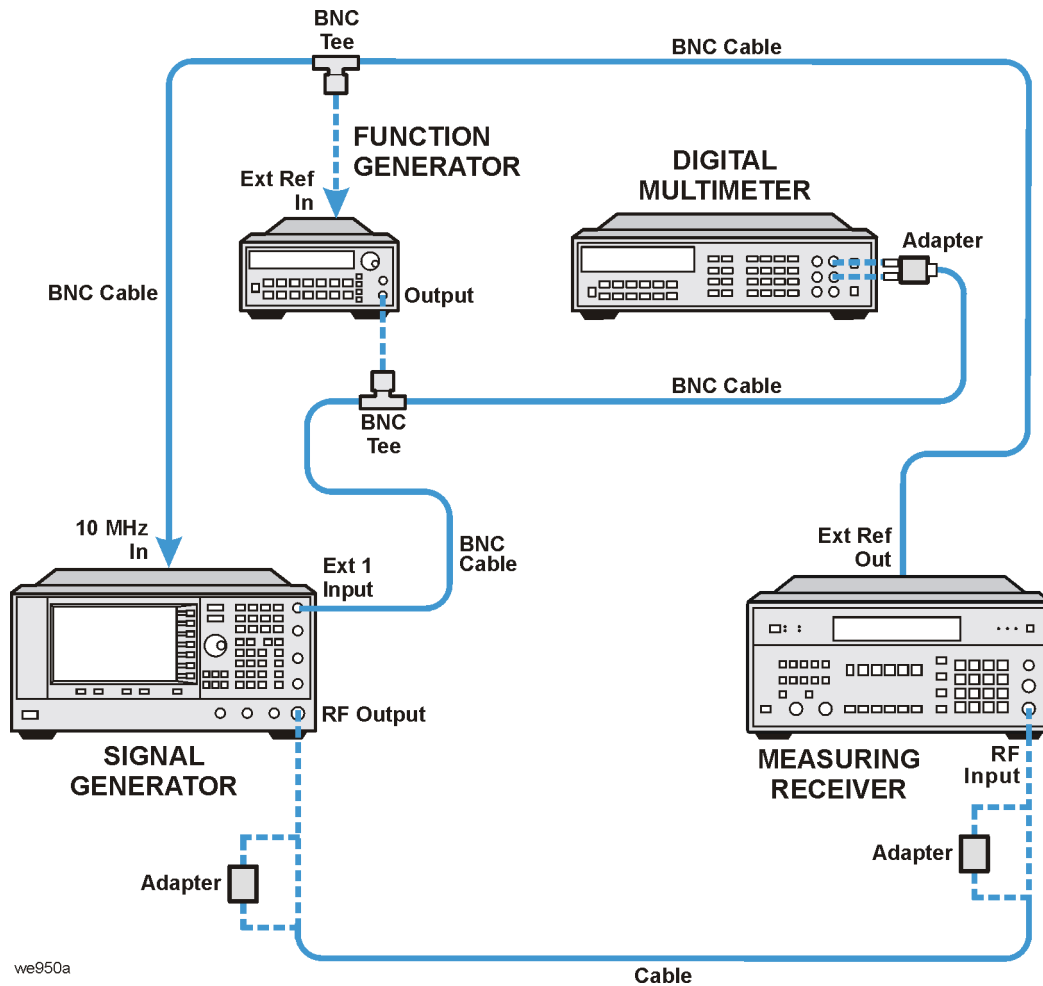 BNC
Tee
BNC Cable
FUNCTION
GENERATOR
Ext Ref
In
DIGITAL
MULTIMETER
Adapter
BNC Cable
Output
BNC Cable
BNC
Tee
10 MHz
In
Ext 1
Input
BNC
Cable
Ext Ref
Out
RF Output
SIGNAL
GENERATOR
MEASURING
RECEIVER
RF
Input
Adapter
Adapter
we950a
Cable